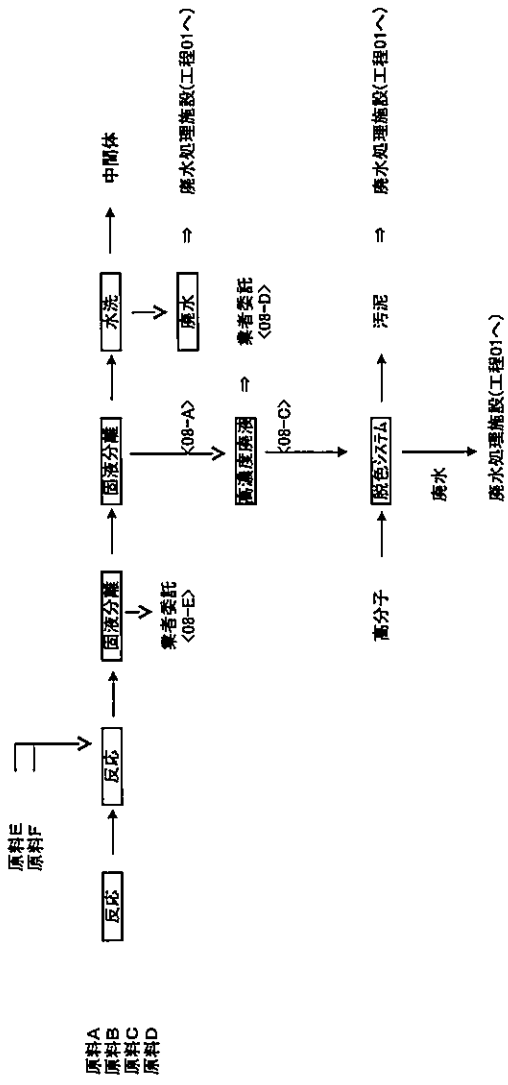 原料E
原料F
原料A
原料B
原料C
原料D
反応
反応
固液分離
固液分離
水洗
中間体
業者委託
<08-E>
<08-A>
廃水
⇒ 廃水処理施設(工程01へ)
高濃度廃液
⇒
業者委託
<08-D>
<08-C>
高分子
脱色システム
汚泥
⇒ 廃水処理施設(工程01へ)
廃水
廃水処理施設(工程01へ)